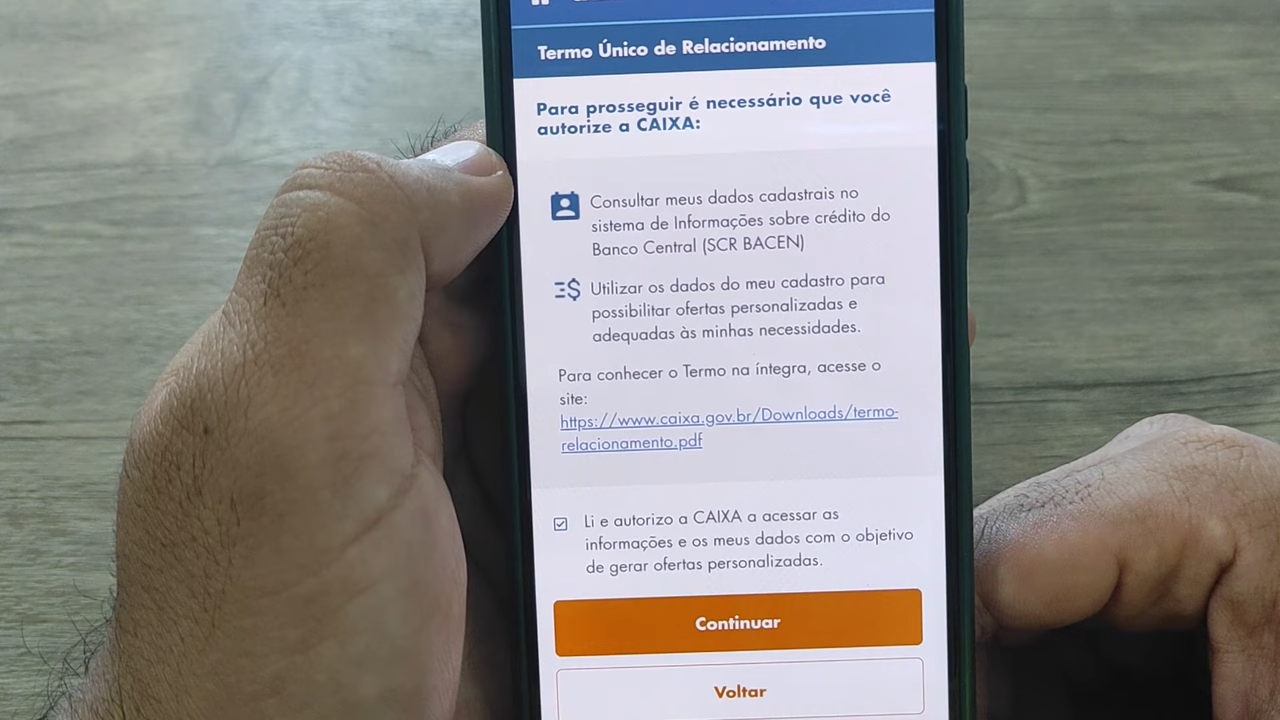 Termo Único de Relacionamento
Para prosseguir é necessário que você
autorize a CAIXA:
Consultar meus dados cadastrais no
sistema de Informações sobre crédito do
Banco Central (SCR BACEN)
Utilizar os dados do meu cadastro para
possibilitar ofertas personalizadas e
adequadas às minhas necessidades.
Para conhecer o Termo na íntegra, acesse o
site:
https://www.caixa.gov.br/Downloads/termo-
relacionamento.pdf
Li e autorizo a CAIXA a acessar as
informações e os meus dados com o objetivo
de gerar ofertas personalizadas.
Continuar
Voltar